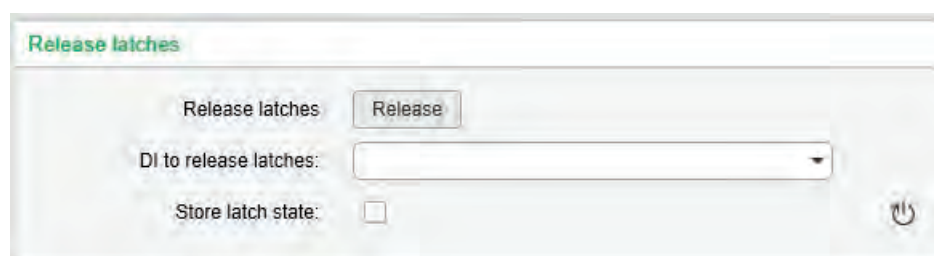 Release latches
Release latches Release
DI to release latches:
Store latch state: